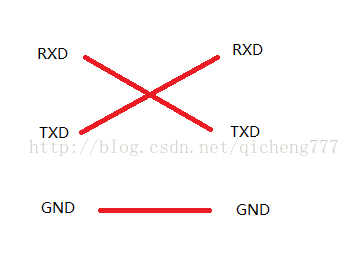 RXD RXD
TXD TXD
http://blog.csdn.net/qicheng777
GND GND